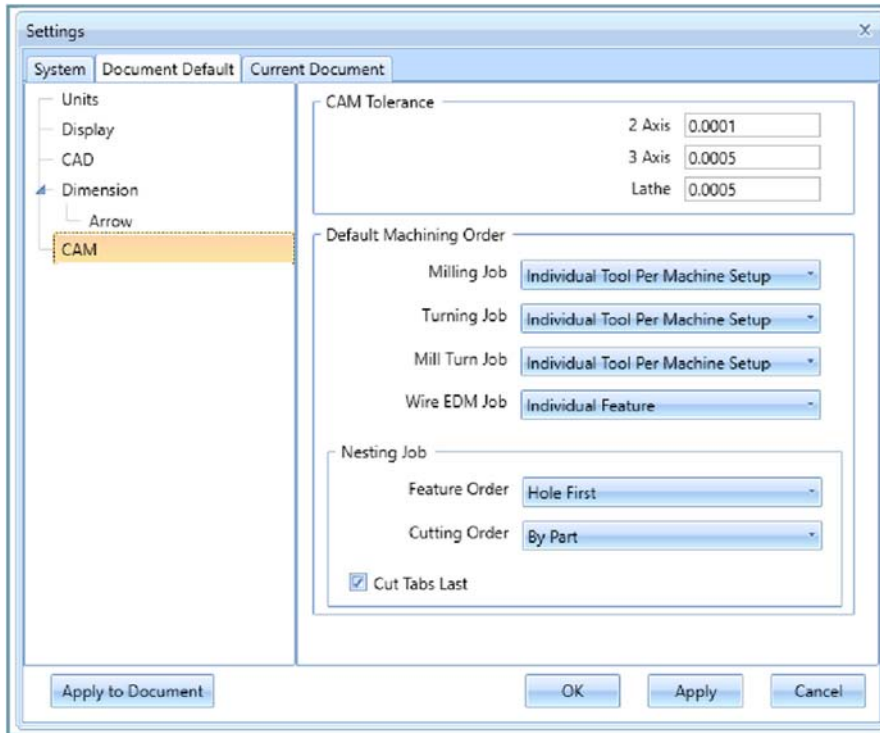 Settings
System Document Default Current Document
Units
Display
CAD
Dimension
Arrow
CAM
CAM Tolerance
2 Axis 0.0001
3 Axis 0.0005
Lathe 0.0005
Default Machining Order
Milling Job Individual Tool Per Machine Setup
Turning Job Individual Tool Per Machine Setup
Mill Turn Job Individual Tool Per Machine Setup
Wire EDM Job Individual Feature
Nesting Job
Feature Order Hole First
Cutting Order By Part
Cut Tabs Last
Apply to Document OK Apply Cancel